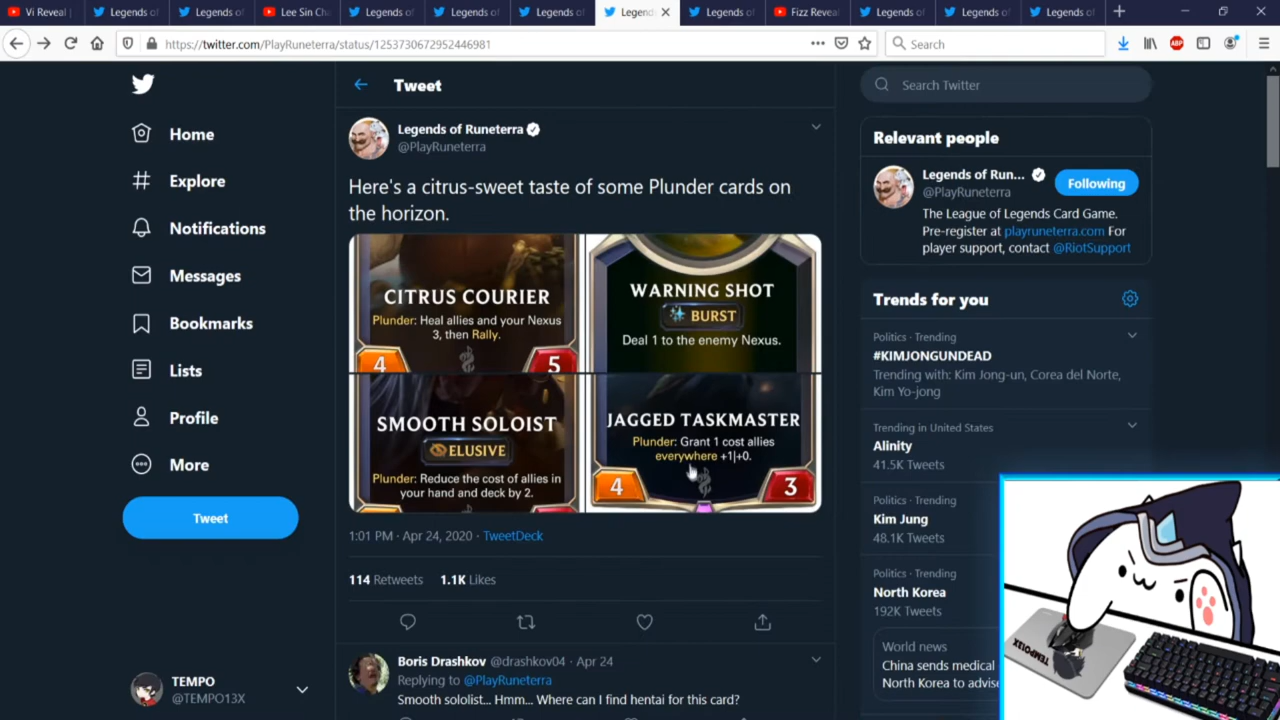 Vi Reveal |
Legends of
Legends of
Lee Sin Cha
Legends of
Legends of
Legends of
Legends
Legends of
Fizz Reveal
Legends of
Legends of
Legends of
https://twitter.com/PlayRuneterra/status/1253730672952446981
Search
ABP
Home
Explore
Notifications
Messages
Bookmarks
Lists
Profile
More
Tweet
TEMPO
@TEMPO13X
Tweet
Legends of Runeterra
@PlayRuneterra
Here's a citrus-sweet taste of some Plunder cards on
the horizon.
CITRUS COURIER
Plunder: Heal allies and your Nexus
3, then Rally.
4 5
WARNING SHOT
BURST
Deal 1 to the enemy Nexus.
SMOOTH SOLOIST
ELUSIVE
Plunder: Reduce the cost of allies in
your hand and deck by 2.
JAGGED TASKMASTER
Plunder: Grant 1 cost allies
everywhere +1|+0.
4 3
1:01 PM · Apr 24, 2020 · TweetDeck
114 Retweets 1.1K Likes
Boris Drashkov @drashkov04 · Apr 24
Replying to @PlayRuneterra
Smooth sololist... Hmm... Where can I find hentai for this card?
Search Twitter
Relevant people
Legends of Run...
@PlayRuneterra
Following
The League of Legends Card Game.
Pre-register at playruneterra.com For
player support, contact @RiotSupport
Trends for you
Politics · Trending
#KIMJONGUNDEAD
Trending with: Kim Jong-un, Corea del Norte,
Kim Yo-jong
Trending in United States
Alinity
41.5K Tweets
Politics · Trending
Kim Jung
48.1K Tweets
Politics · Trending
North Korea
192K Tweets
World news
China sends medical
North Korea to advise
TEMPO13X